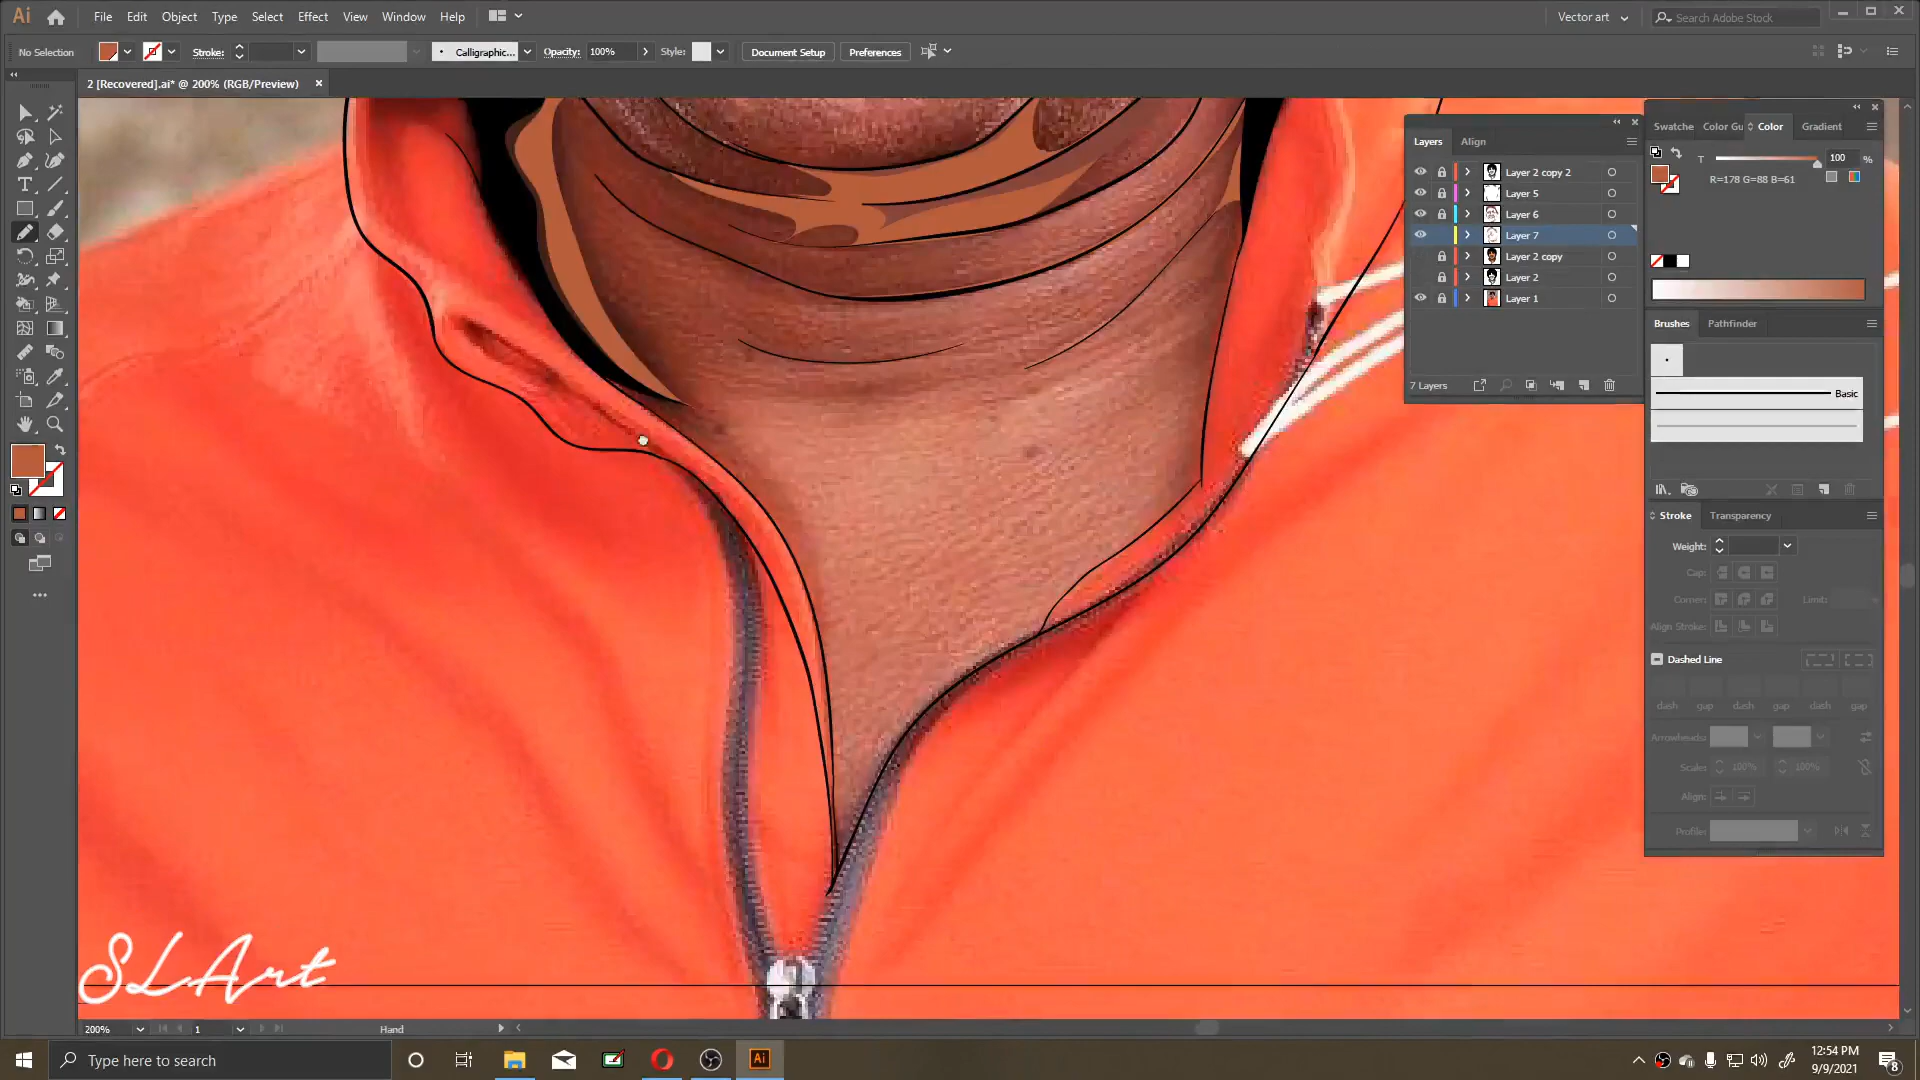 Ai File Edit Object Type Select Effect View Window Help Vector art Search Adobe Stock
No Selection Stroke: Calligraphic... Opacity: 100% Style: Document Setup Preferences
2 [Recovered].ai* @ 200% (RGB/Preview)
Layers Align
Layer 2 copy 2
Layer 5
Layer 6
Layer 7
Layer 2 copy
Layer 2
Layer 1
7 Layers
Swatche Color Gu Color Gradient
T 100 %
R=178 G=88 B=61
Brushes Pathfinder
Basic
Stroke Transparency
Weight:
Cap:
Corner: Limit:
Align Stroke:
Dashed Line
dash gap dash gap dash gap
Arrowheads:
Scales 100% 100%
Align:
Profile:
SLArt
200% 1 Hand
Type here to search
Ai
12:54 PM
9/9/2021
8